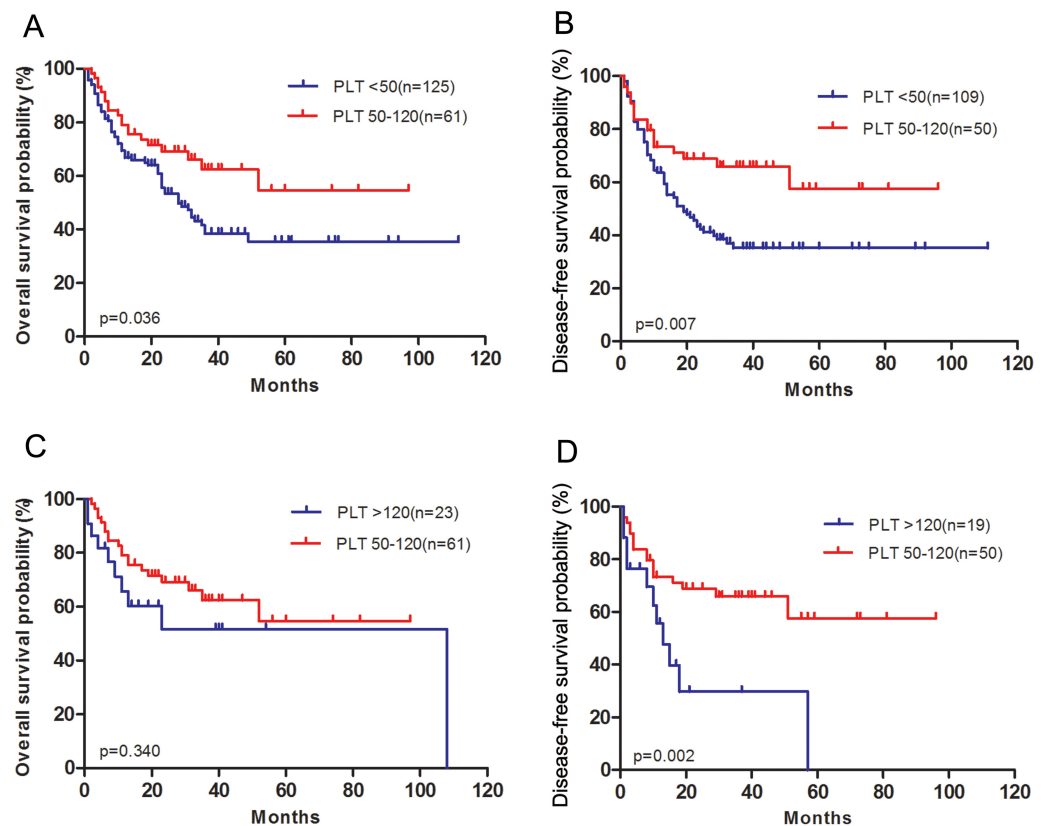 A
Overall survival probability (%)
100
80
60
40
20
0
PLT <50(n=125)
PLT 50-120(n=61)
p=0.036
0 20 40 60 80 100 120
Months
B
Disease-free survival probability (%)
100
80
60
40
20
0
PLT <50(n=109)
PLT 50-120(n=50)
p=0.007
0 20 40 60 80 100 120
Months
C
Overall survival probability (%)
100
80
60
40
20
0
PLT >120(n=23)
PLT 50-120(n=61)
p=0.340
0 20 40 60 80 100 120
Months
D
Disease-free survival probability (%)
100
80
60
40
20
0
PLT >120(n=19)
PLT 50-120(n=50)
p=0.002
0 20 40 60 80 100 120
Months